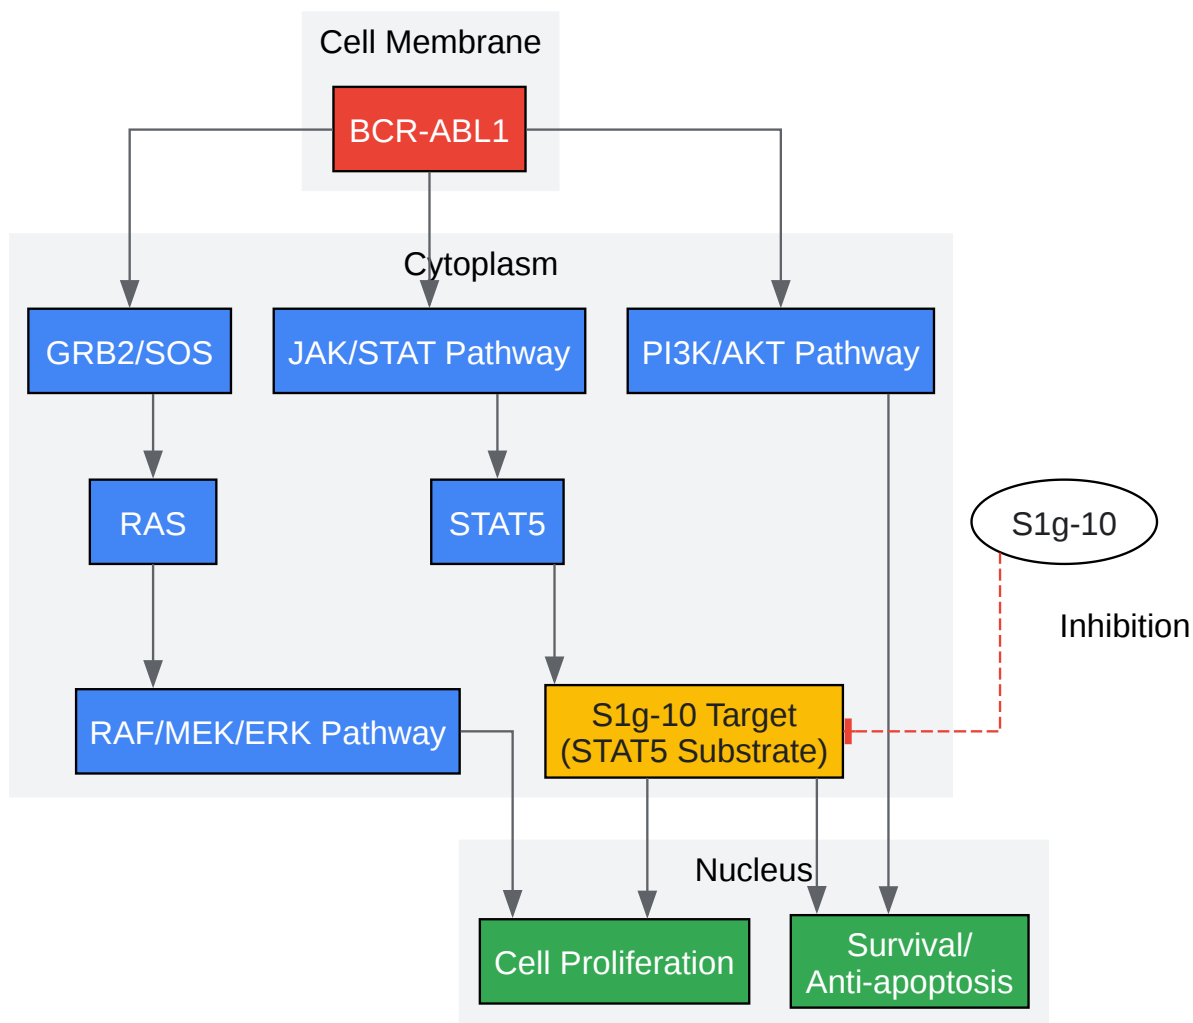 Cell Membrane
BCR-ABL1
Cytoplasm
GRB2/SOS
JAK/STAT Pathway
PI3K/AKT Pathway
RAS
STAT5
S1g-10
Inhibition
RAF/MEK/ERK Pathway
S1g-10 Target
(STAT5 Substrate)
Nucleus
Cell Proliferation
Survival/
Anti-apoptosis